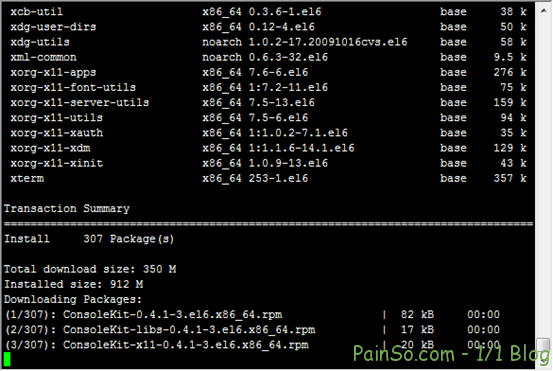 xcb-util x86_64 0.3.6-1.el6 base 38 k
xdg-user-dirs x86_64 0.12-4.el6 base 50 k
xdg-utils noarch 1.0.2-17.20091016cvs.el6 base 58 k
xml-common noarch 0.6.3-32.el6 base 9.5 k
xorg-x11-apps x86_64 7.6-6.el6 base 276 k
xorg-x11-font-utils x86_64 1:7.2-11.el6 base 75 k
xorg-x11-server-utils x86_64 7.5-13.el6 base 159 k
xorg-x11-utils x86_64 7.5-6.el6 base 94 k
xorg-x11-xauth x86_64 1:1.0.2-7.1.el6 base 35 k
xorg-x11-xdm x86_64 1:1.1.6-14.1.el6 base 129 k
xorg-x11-xinit x86_64 1.0.9-13.el6 base 43 k
xterm x86_64 253-1.el6 base 357 k
Transaction Summary
================================================================================
Install 307 Package(s)
Total download size: 350 M
Installed size: 912 M
Downloading Packages:
(1/307): ConsoleKit-0.4.1-3.el6.x86_64.rpm | 82 kB 00:00
(2/307): ConsoleKit-libs-0.4.1-3.el6.x86_64.rpm | 17 kB 00:00
(3/307): ConsoleKit-x11-0.4.1-3.el6.x86_64.rpm | 20 kB 00:00
PainSo.com - 1/1 Blog